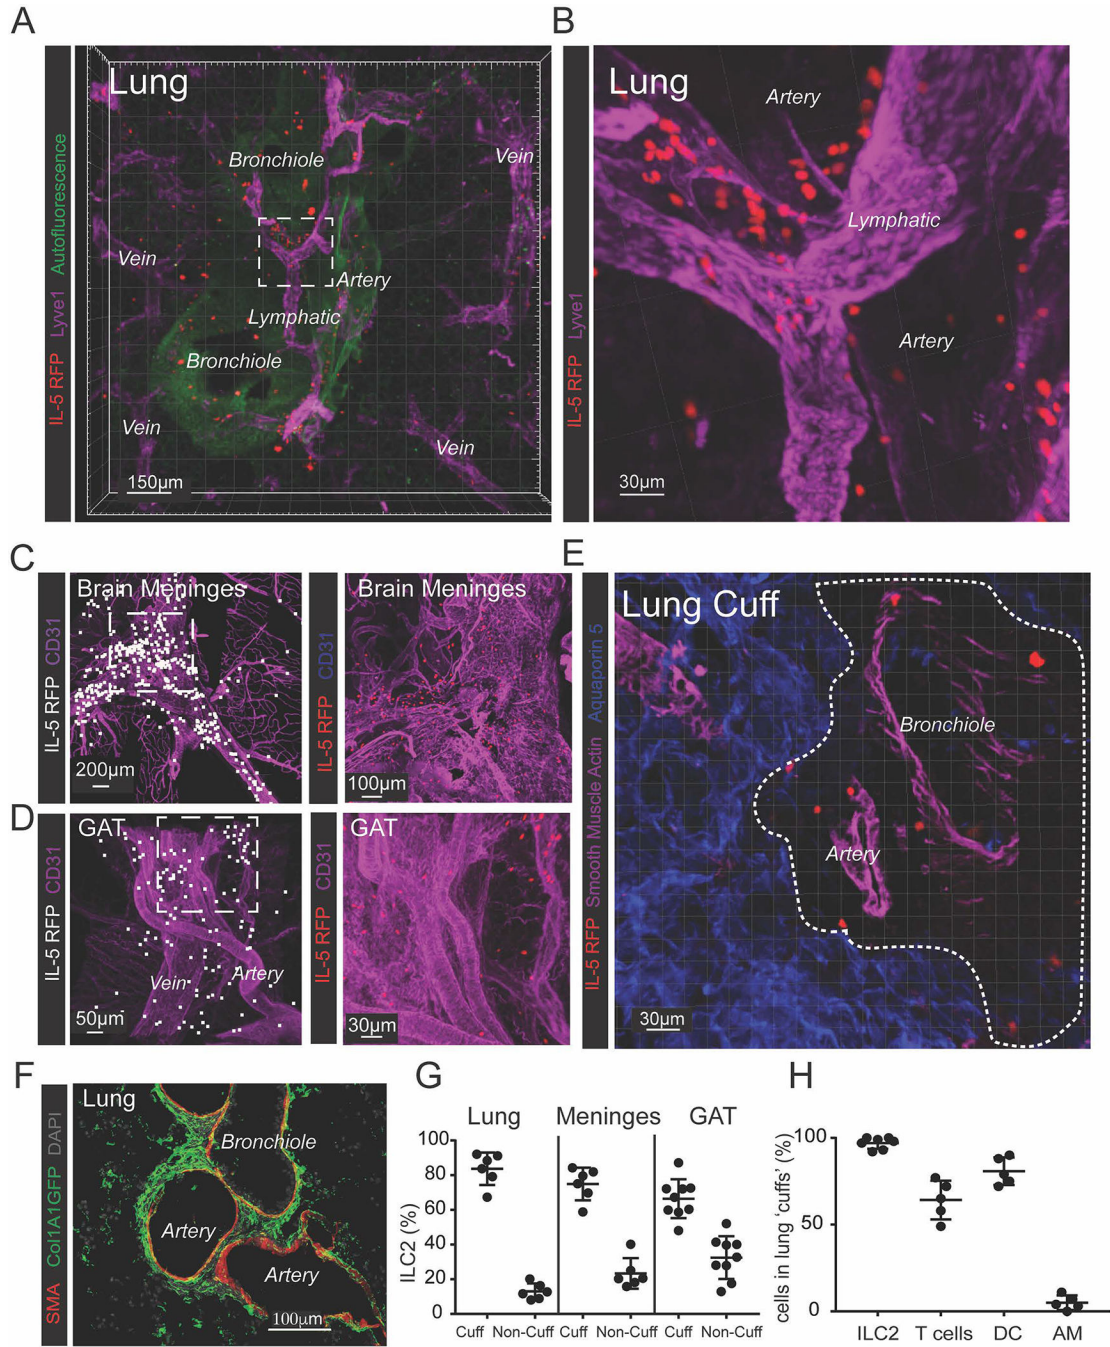 A
IL-5 RFP Lyve1 Autofluorescence
Lung
Bronchiole
Vein
Vein
Artery
Lymphatic
Bronchiole
Vein
Vein
150µm
B
IL-5 RFP Lyve1
Lung
Artery
Lymphatic
Artery
30µm
C
IL-5 RFP CD31
Brain Meninges
200µm
IL-5 RFP CD31
Brain Meninges
100µm
D
IL-5 RFP CD31
GAT
Vein
Artery
50µm
IL-5 RFP CD31
GAT
30µm
E
IL-5 RFP Smooth Muscle Actin Aquaporin 5
Lung Cuff
Bronchiole
Artery
30µm
F
SMA Col1A1GFP DAPI
Lung
Bronchiole
Artery
Artery
100µm
G
Lung Meninges GAT
ILC2 (%)
100
80
60
40
20
0
Cuff Non-Cuff Cuff Non-Cuff Cuff Non-Cuff
H
cells in lung 'cuffs' (%)
100
50
0
ILC2 T cells DC AM